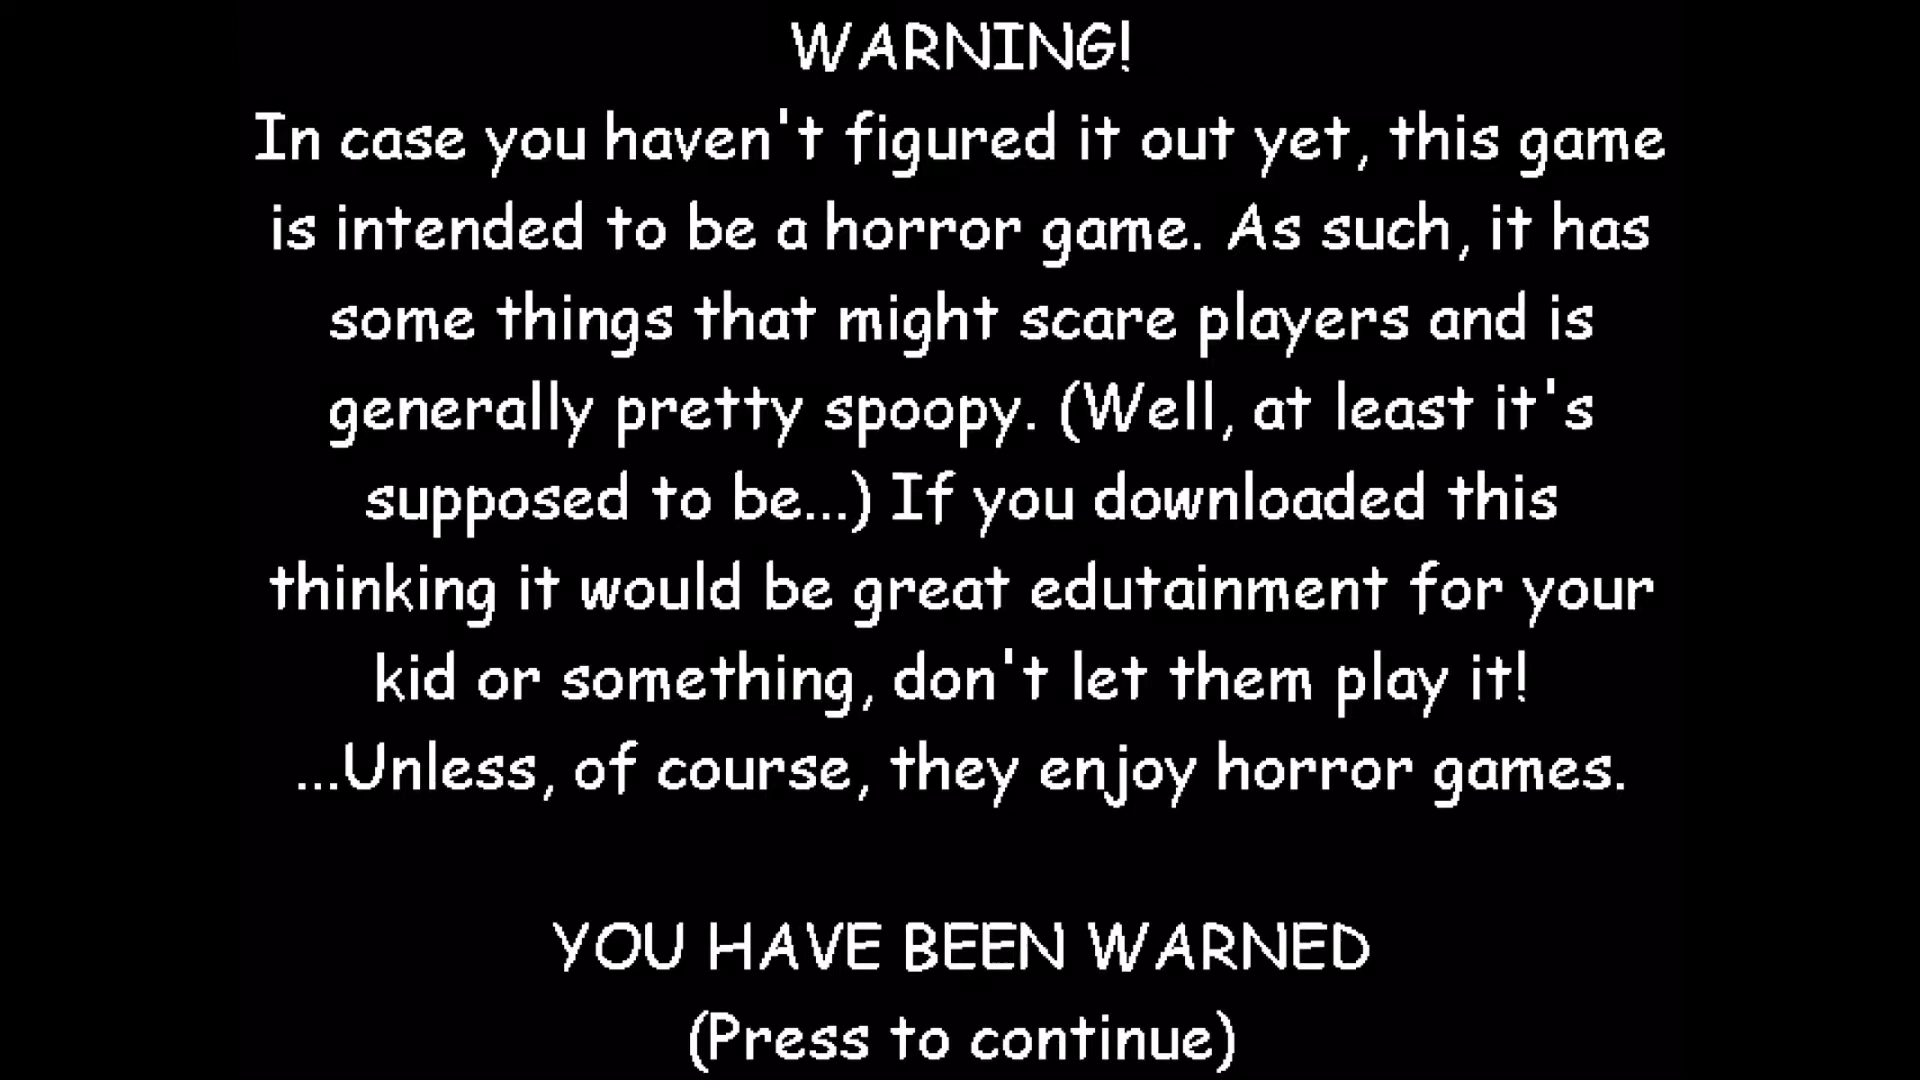 WARNING!
In case you haven't figured it out yet, this game
is intended to be a horror game. As such, it has
some things that might scare players and is
generally pretty spoopy. (Well, at least it's
supposed to be...) If you downloaded this
thinking it would be great edutainment for your
kid or something, don't let them play it!
...Unless, of course, they enjoy horror games.
YOU HAVE BEEN WARNED
(Press to continue)